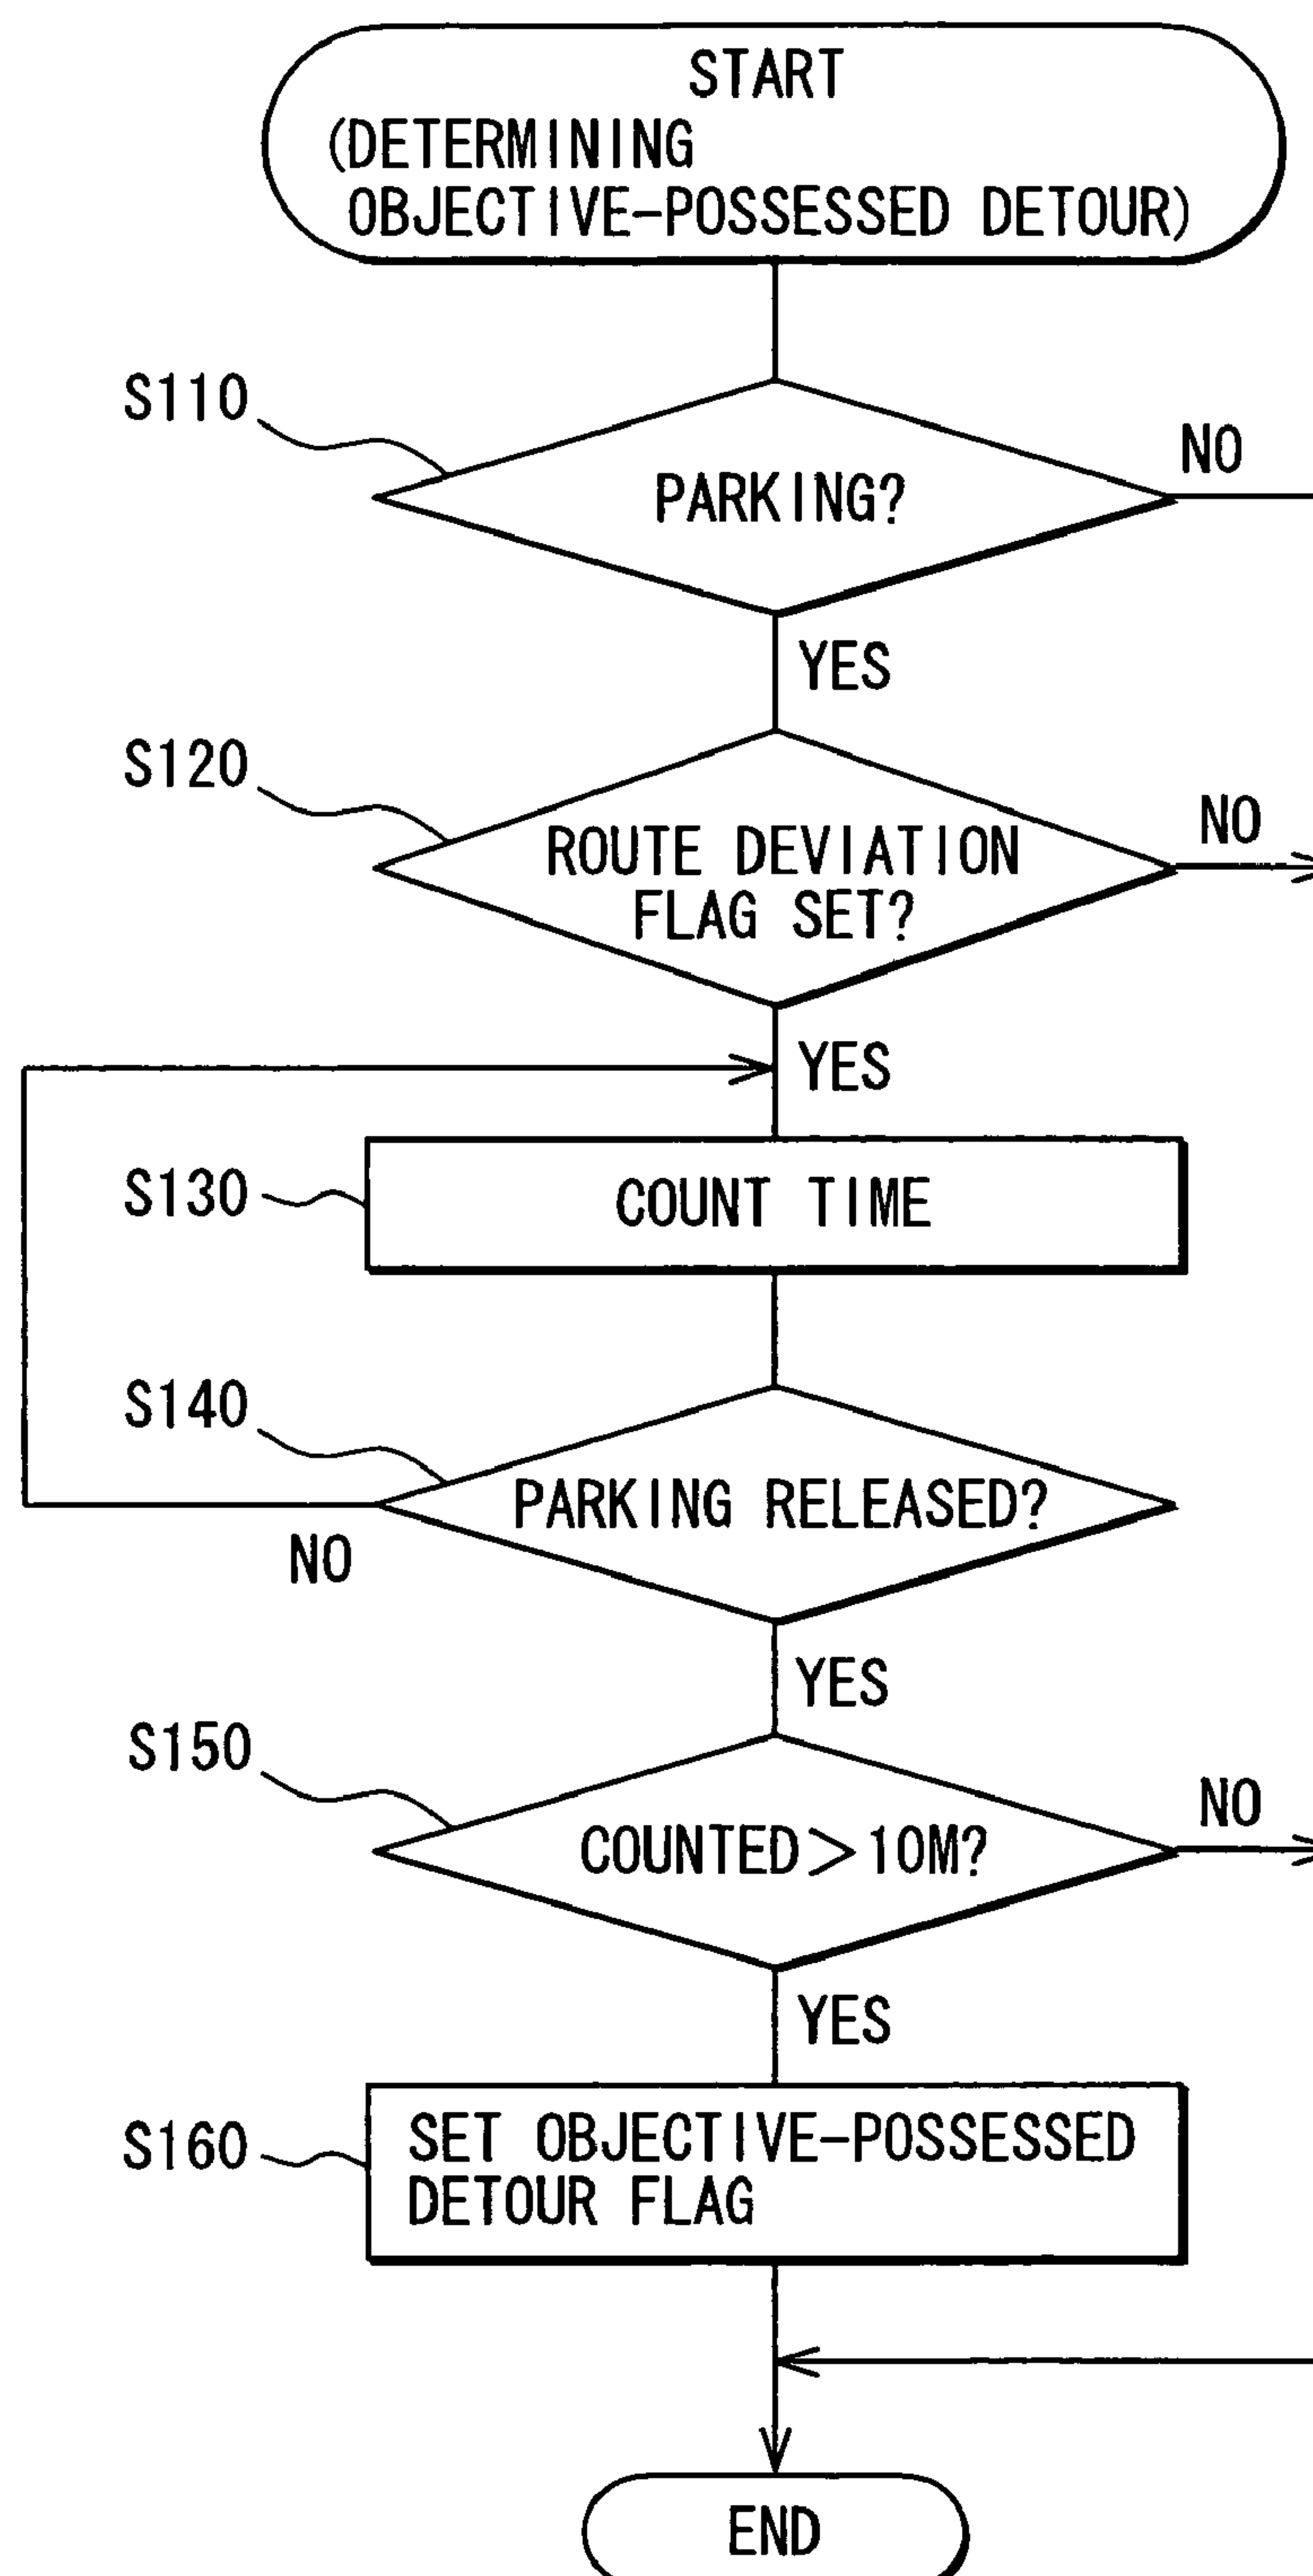 START
(DETERMINING
OBJECTIVE-POSSESSED DETOUR)
S110
PARKING?
NO
YES
S120
ROUTE DEVIATION
FLAG SET?
NO
YES
S130
COUNT TIME
S140
PARKING RELEASED?
NO
YES
S150
COUNTED>10M?
NO
YES
S160
SET OBJECTIVE-POSSESSED
DETOUR FLAG
END